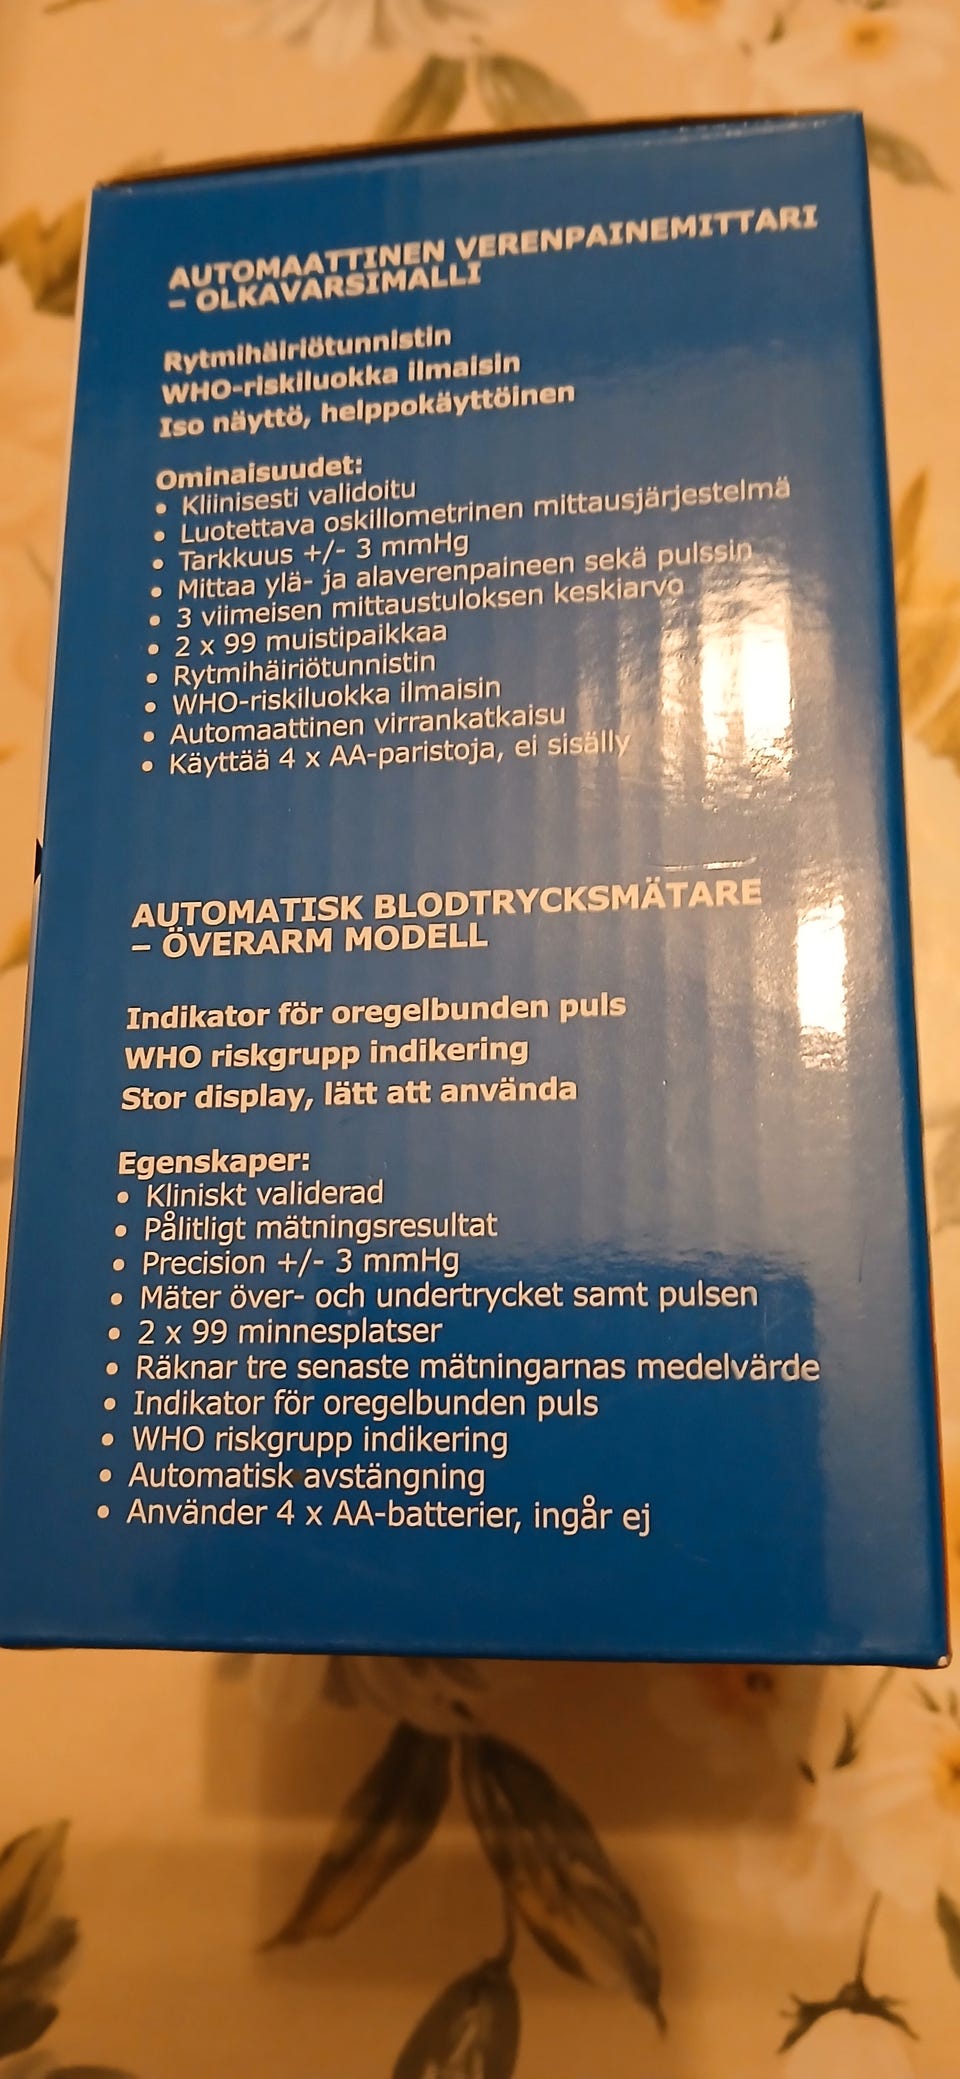 AUTOMAATTINEN VERENPAINEMITTARI
– OLKAVARSIMALLI
Rytmihäiriötunnistin
WHO-riskiluokka ilmaisin
Iso näyttö, helppokäyttöinen
Ominaisuudet:
• Kliinisesti validoitu
• Luotettava oskillometrinen mittausjärjestelmä
• Tarkkuus +/- 3 mmHg
• Mittaa ylä- ja alaverenpaineen sekä pulssin
• 3 viimeisen mittaustuloksen keskiarvo
• 2 x 99 muistipaikkaa
• Rytmihäiriötunnistin
• WHO-riskiluokka ilmaisin
• Automaattinen virrankatkaisu
• Käyttää 4 x AA-paristoja, ei sisälly
AUTOMATISK BLODTRYCKSMÄTARE
– ÖVERARM MODELL
Indikator för oregelbunden puls
WHO riskgrupp indikering
Stor display, lätt att använda
Egenskaper:
• Kliniskt validerad
• Pålitligt mätningsresultat
• Precision +/- 3 mmHg
• Mäter över- och undertrycket samt pulsen
• 2 x 99 minnesplatser
• Räknar tre senaste mätningarnas medelvärde
• Indikator för oregelbunden puls
• WHO riskgrupp indikering
• Automatisk avstängning
• Använder 4 x AA-batterier, ingår ej